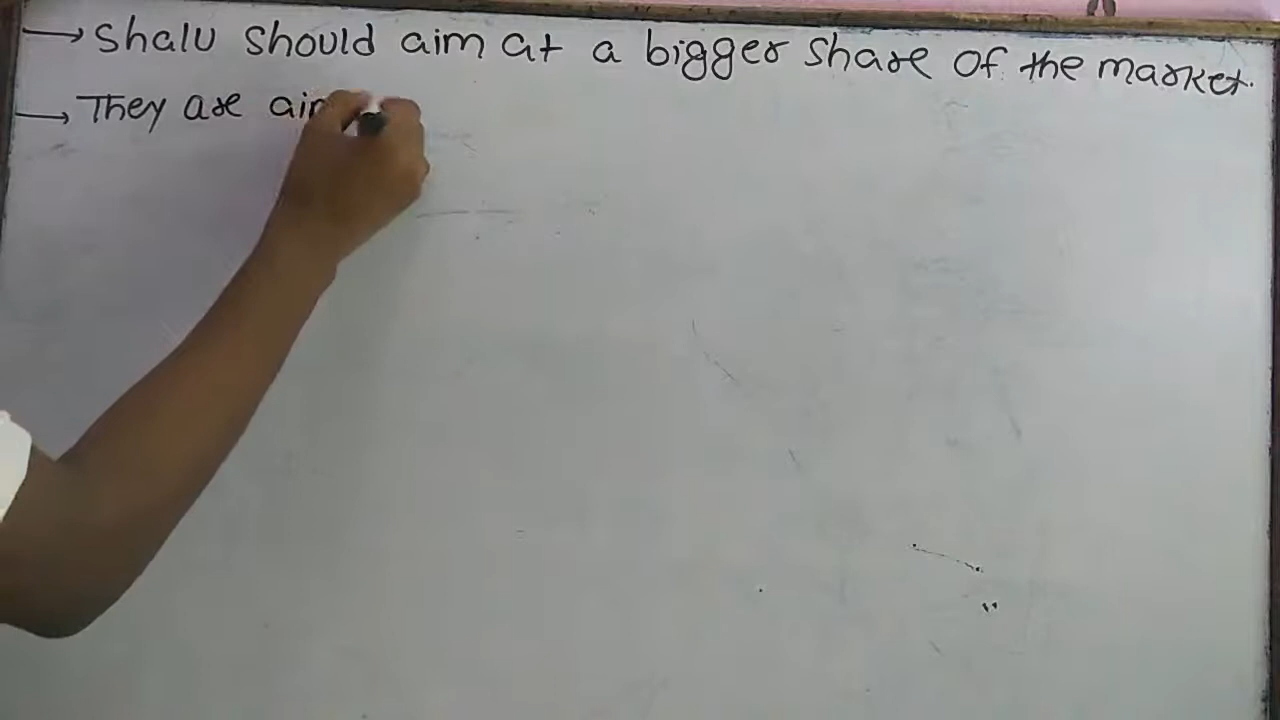 → Shalu should aim at a bigger share of the market.
→ They are